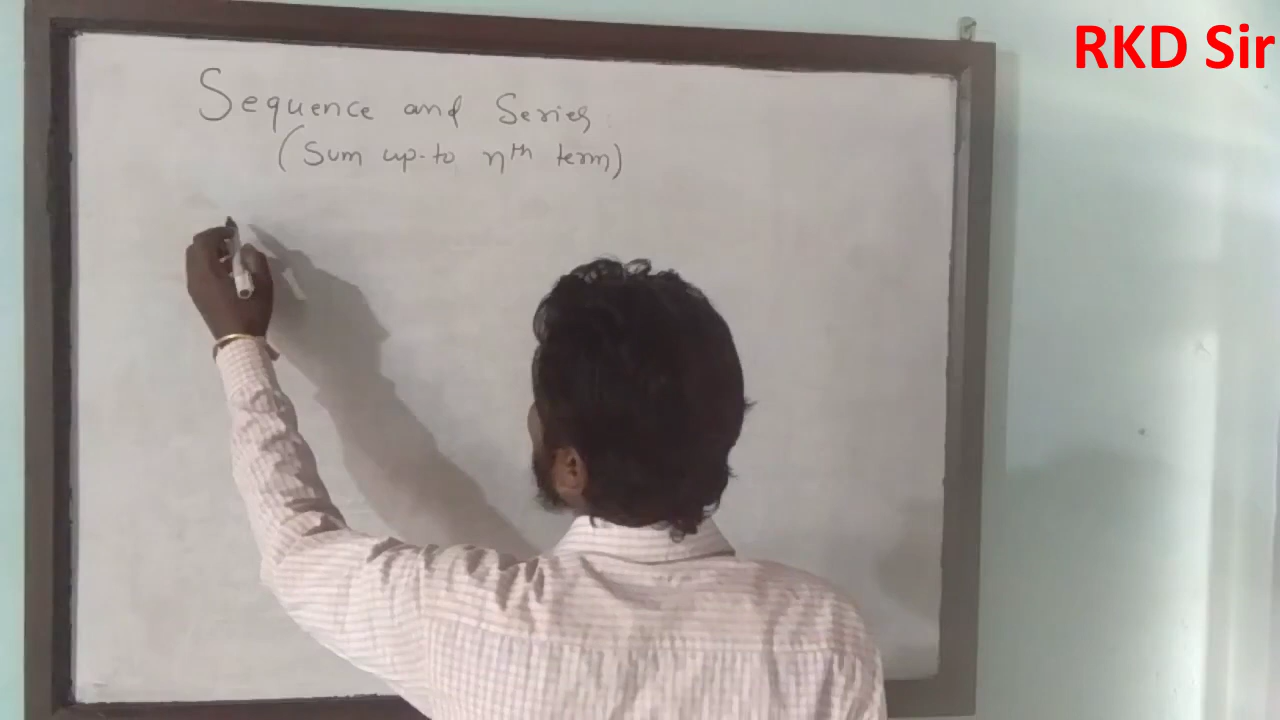 RKD Sir
Sequence and Series
(Sum up-to nth term)